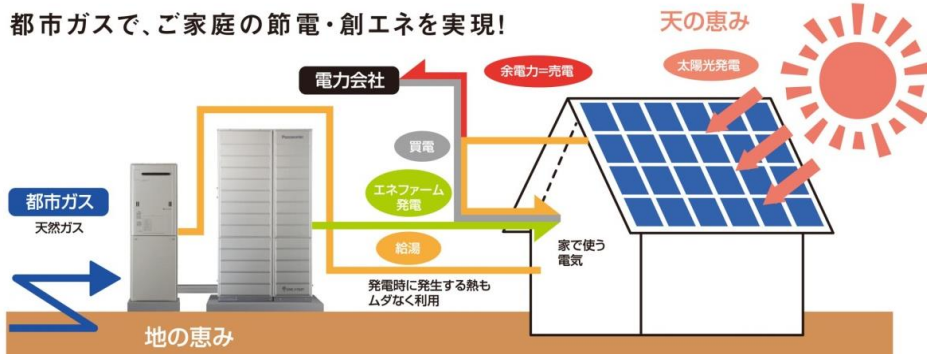 都市ガスで、ご家庭の節電・創エネを実現!
天の恵み
太陽光発電
余電力=売電
電力会社
買電
エネファーム
発電
給湯
都市ガス
天然ガス
家で使う
電気
発電時に発生する熱も
ムダなく利用
地の恵み
Panasonic